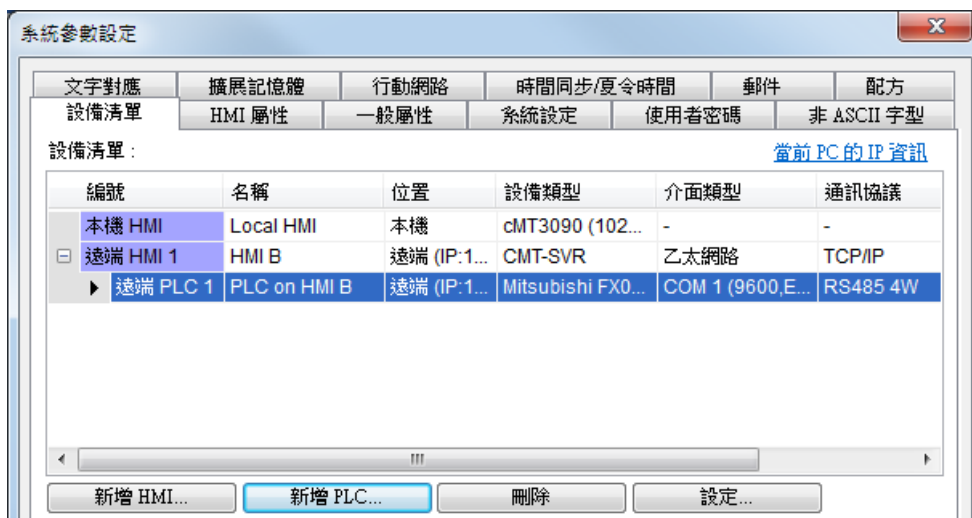 系統參數設定
文字對應 擴展記憶體 行動網路 時間同步/夏令時間 郵件 配方
設備清單 HMI 屬性 一般屬性 系統設定 使用者密碼 非 ASCII 字型
設備清單 : 當前 PC 的 IP 資訊
編號 名稱 位置 設備類型 介面類型 通訊協議
本機 HMI Local HMI 本機 cMT3090 (102... - -
遠端 HMI 1 HMI B 遠端 (IP:1... CMT-SVR 乙太網路 TCP/IP
遠端 PLC 1 PLC on HMI B 遠端 (IP:1... Mitsubishi FX0... COM 1 (9600,E... RS485 4W
新增 HMI... 新增 PLC... 刪除 設定...